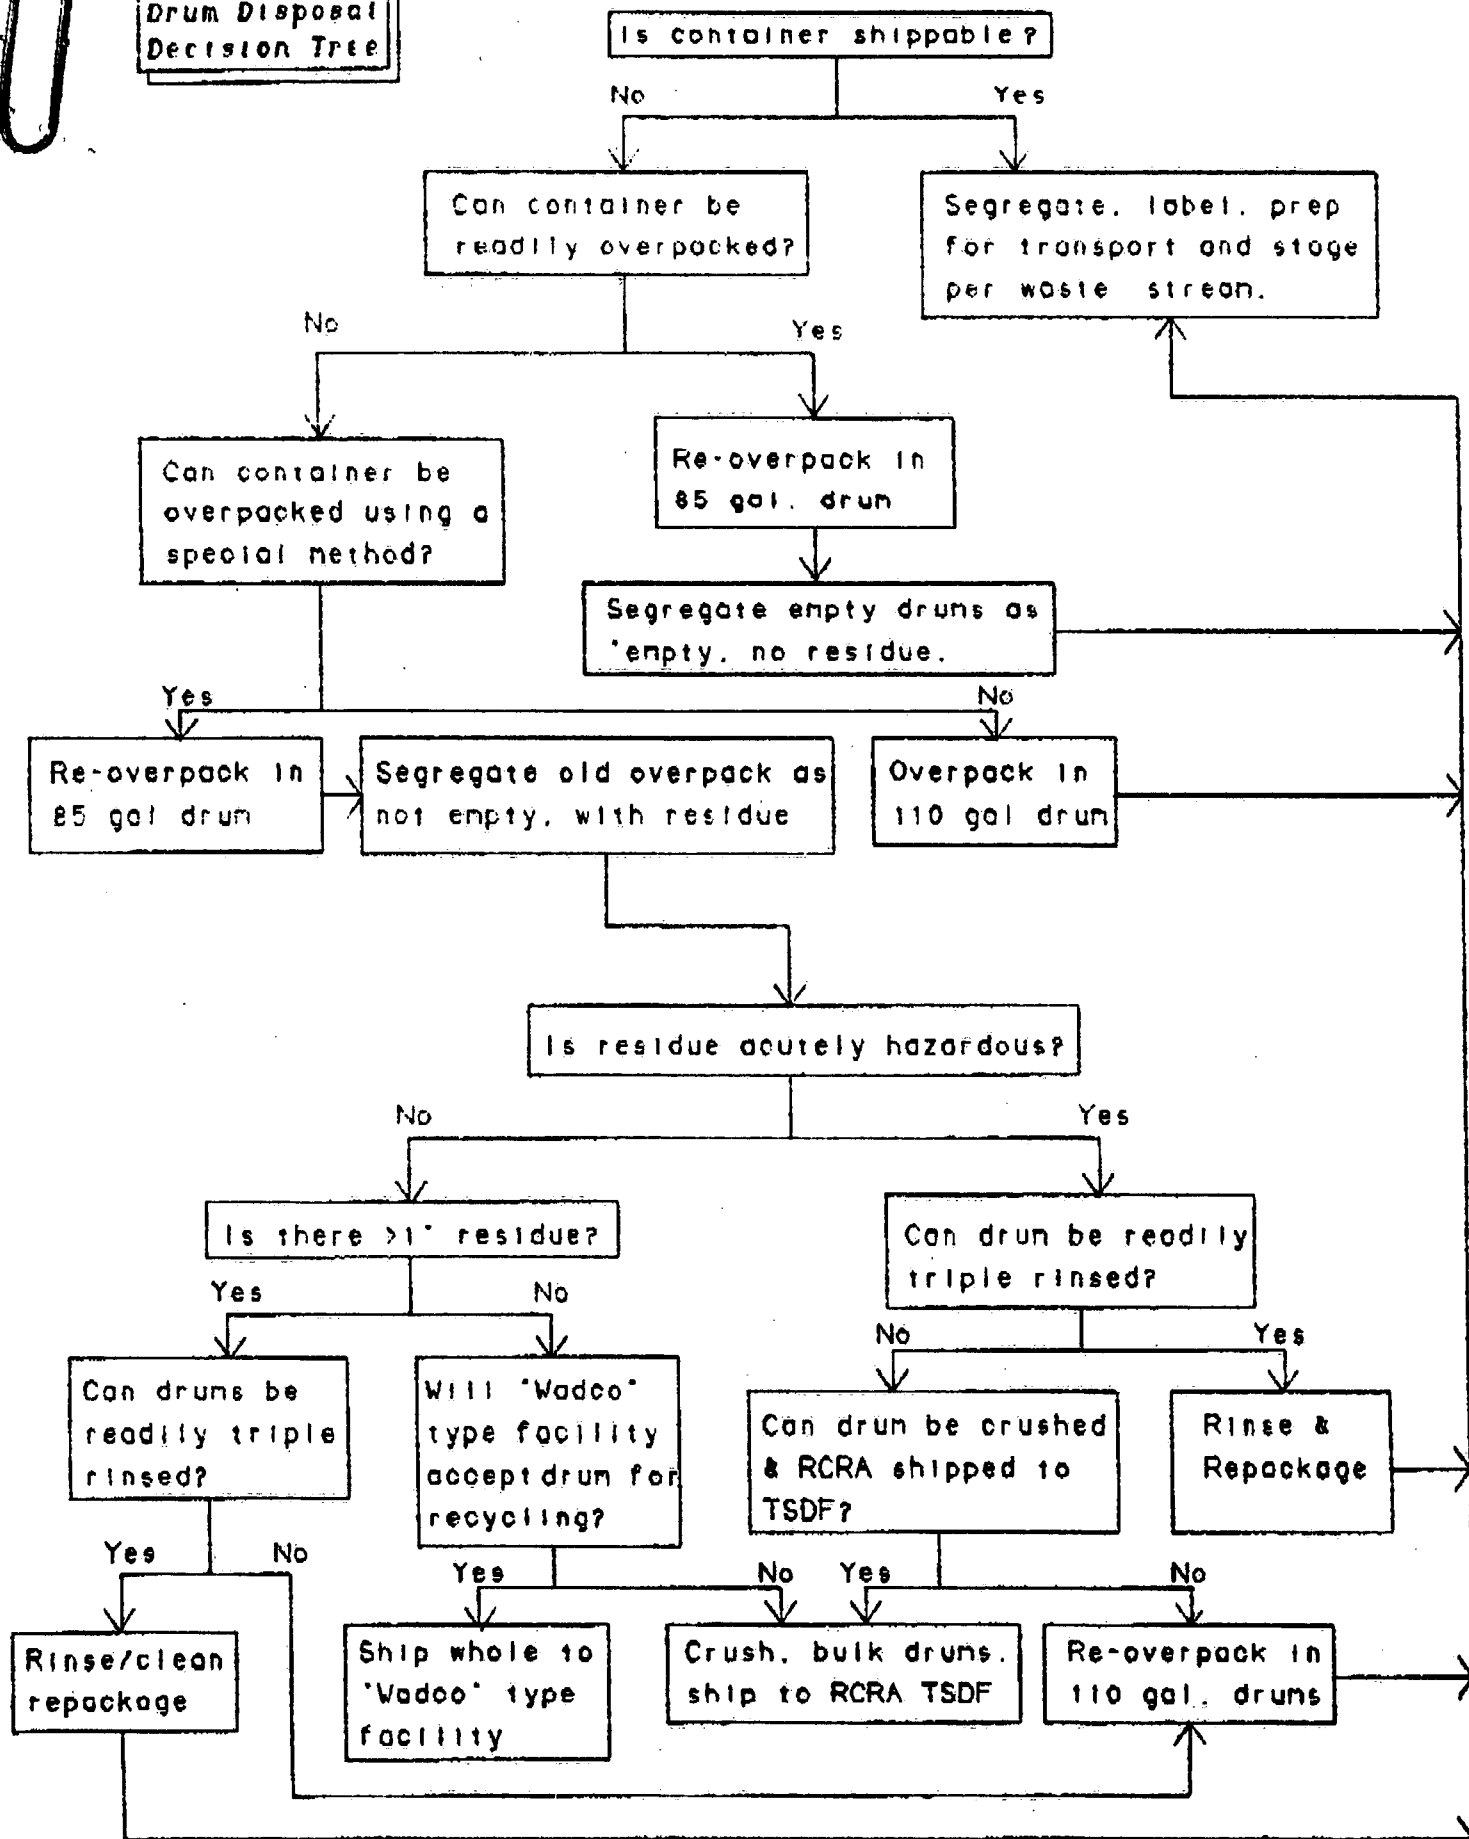 Drum Disposal
Decision Tree
Is container shippable?
No
Yes
Can container be
readily overpacked?
Segregate, label, prep
for transport and stage
per waste strean.
No
Yes
Can container be
overpacked using a
special method?
Re-overpack in
85 gal. drum
Segregate empty drums as
"empty, no residue.
Yes
No
Re-overpack in
85 gal drum
Segregate old overpack as
not empty, with residue
Overpack in
110 gal drum
Is residue acutely hazardous?
No
Yes
Is there >1" residue?
Can drum be readily
triple rinsed?
Yes
No
No
Yes
Can drums be
readily triple
rinsed?
Will "Wadco"
type facility
accept drum for
recycling?
Can drum be crushed
& RCRA shipped to
TSDF?
Rinse &
Repackage
Yes
No
Yes
No
Yes
No
Rinse/clean
repackage
Ship whole to
"Wadco" type
facility
Crush, bulk drums,
ship to RCRA TSDF
Re-overpack in
110 gal. drums